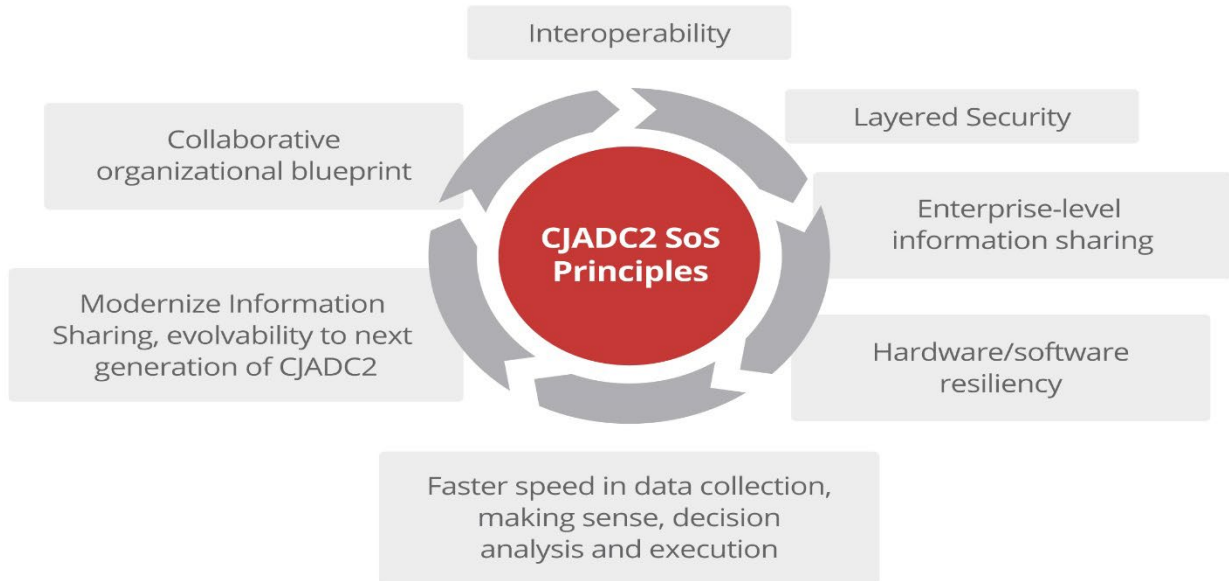 Interoperability
Layered Security
Enterprise-level
information sharing
Hardware/software
resiliency
Faster speed in data collection,
making sense, decision
analysis and execution
Modernize Information
Sharing, evolvability to next
generation of CJADC2
Collaborative
organizational blueprint
CJADC2 SoS
Principles